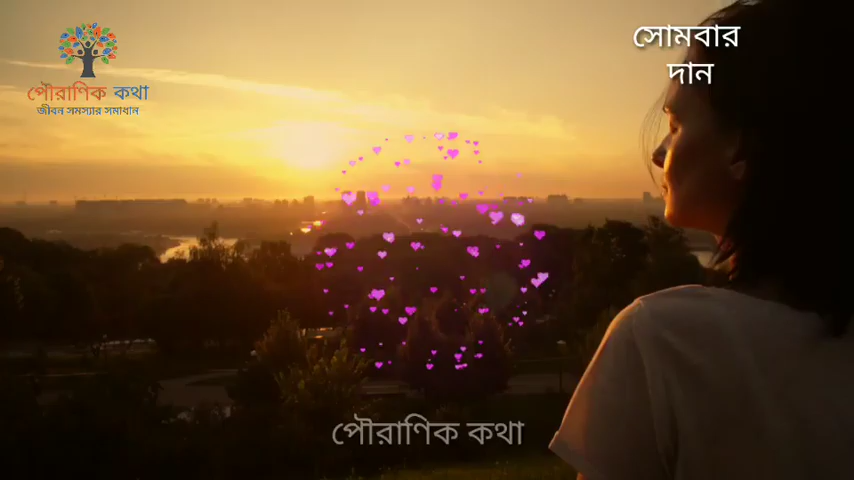 সোমবার
দান
পৌরাণিক কথা
জীবন সমস্যার সমাধান
পৌরাণিক কথা